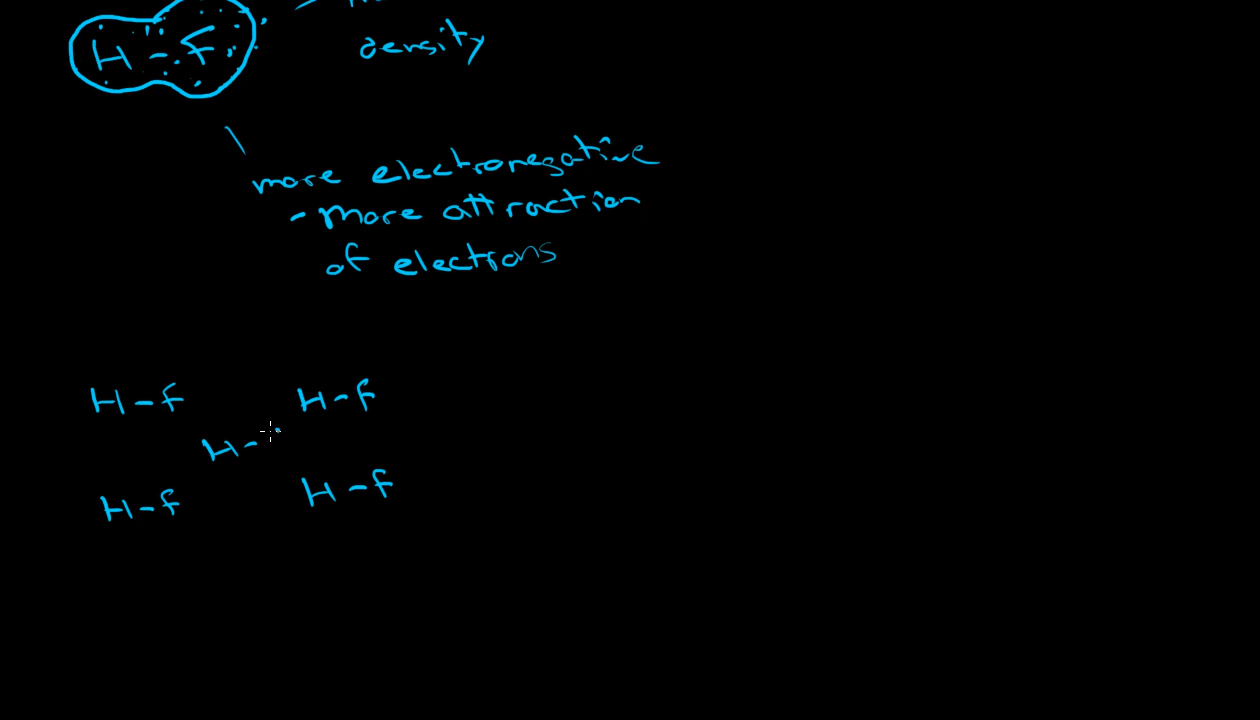 density
H-F
more electronegative
- more attraction
of electrons
H-F H-F
H-
H-F H-F